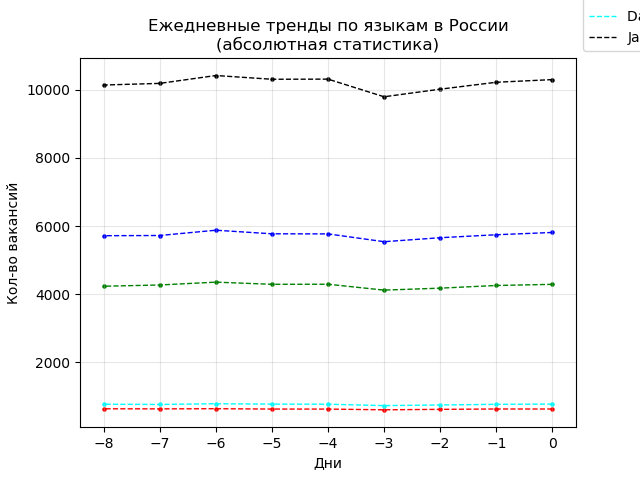 Ежедневные тренды по языкам в России
(абсолютная статистика)
Da
Ja
10000
8000
6000
4000
2000
Кол-во вакансий
−8 −7 −6 −5 −4 −3 −2 −1 0
Дни